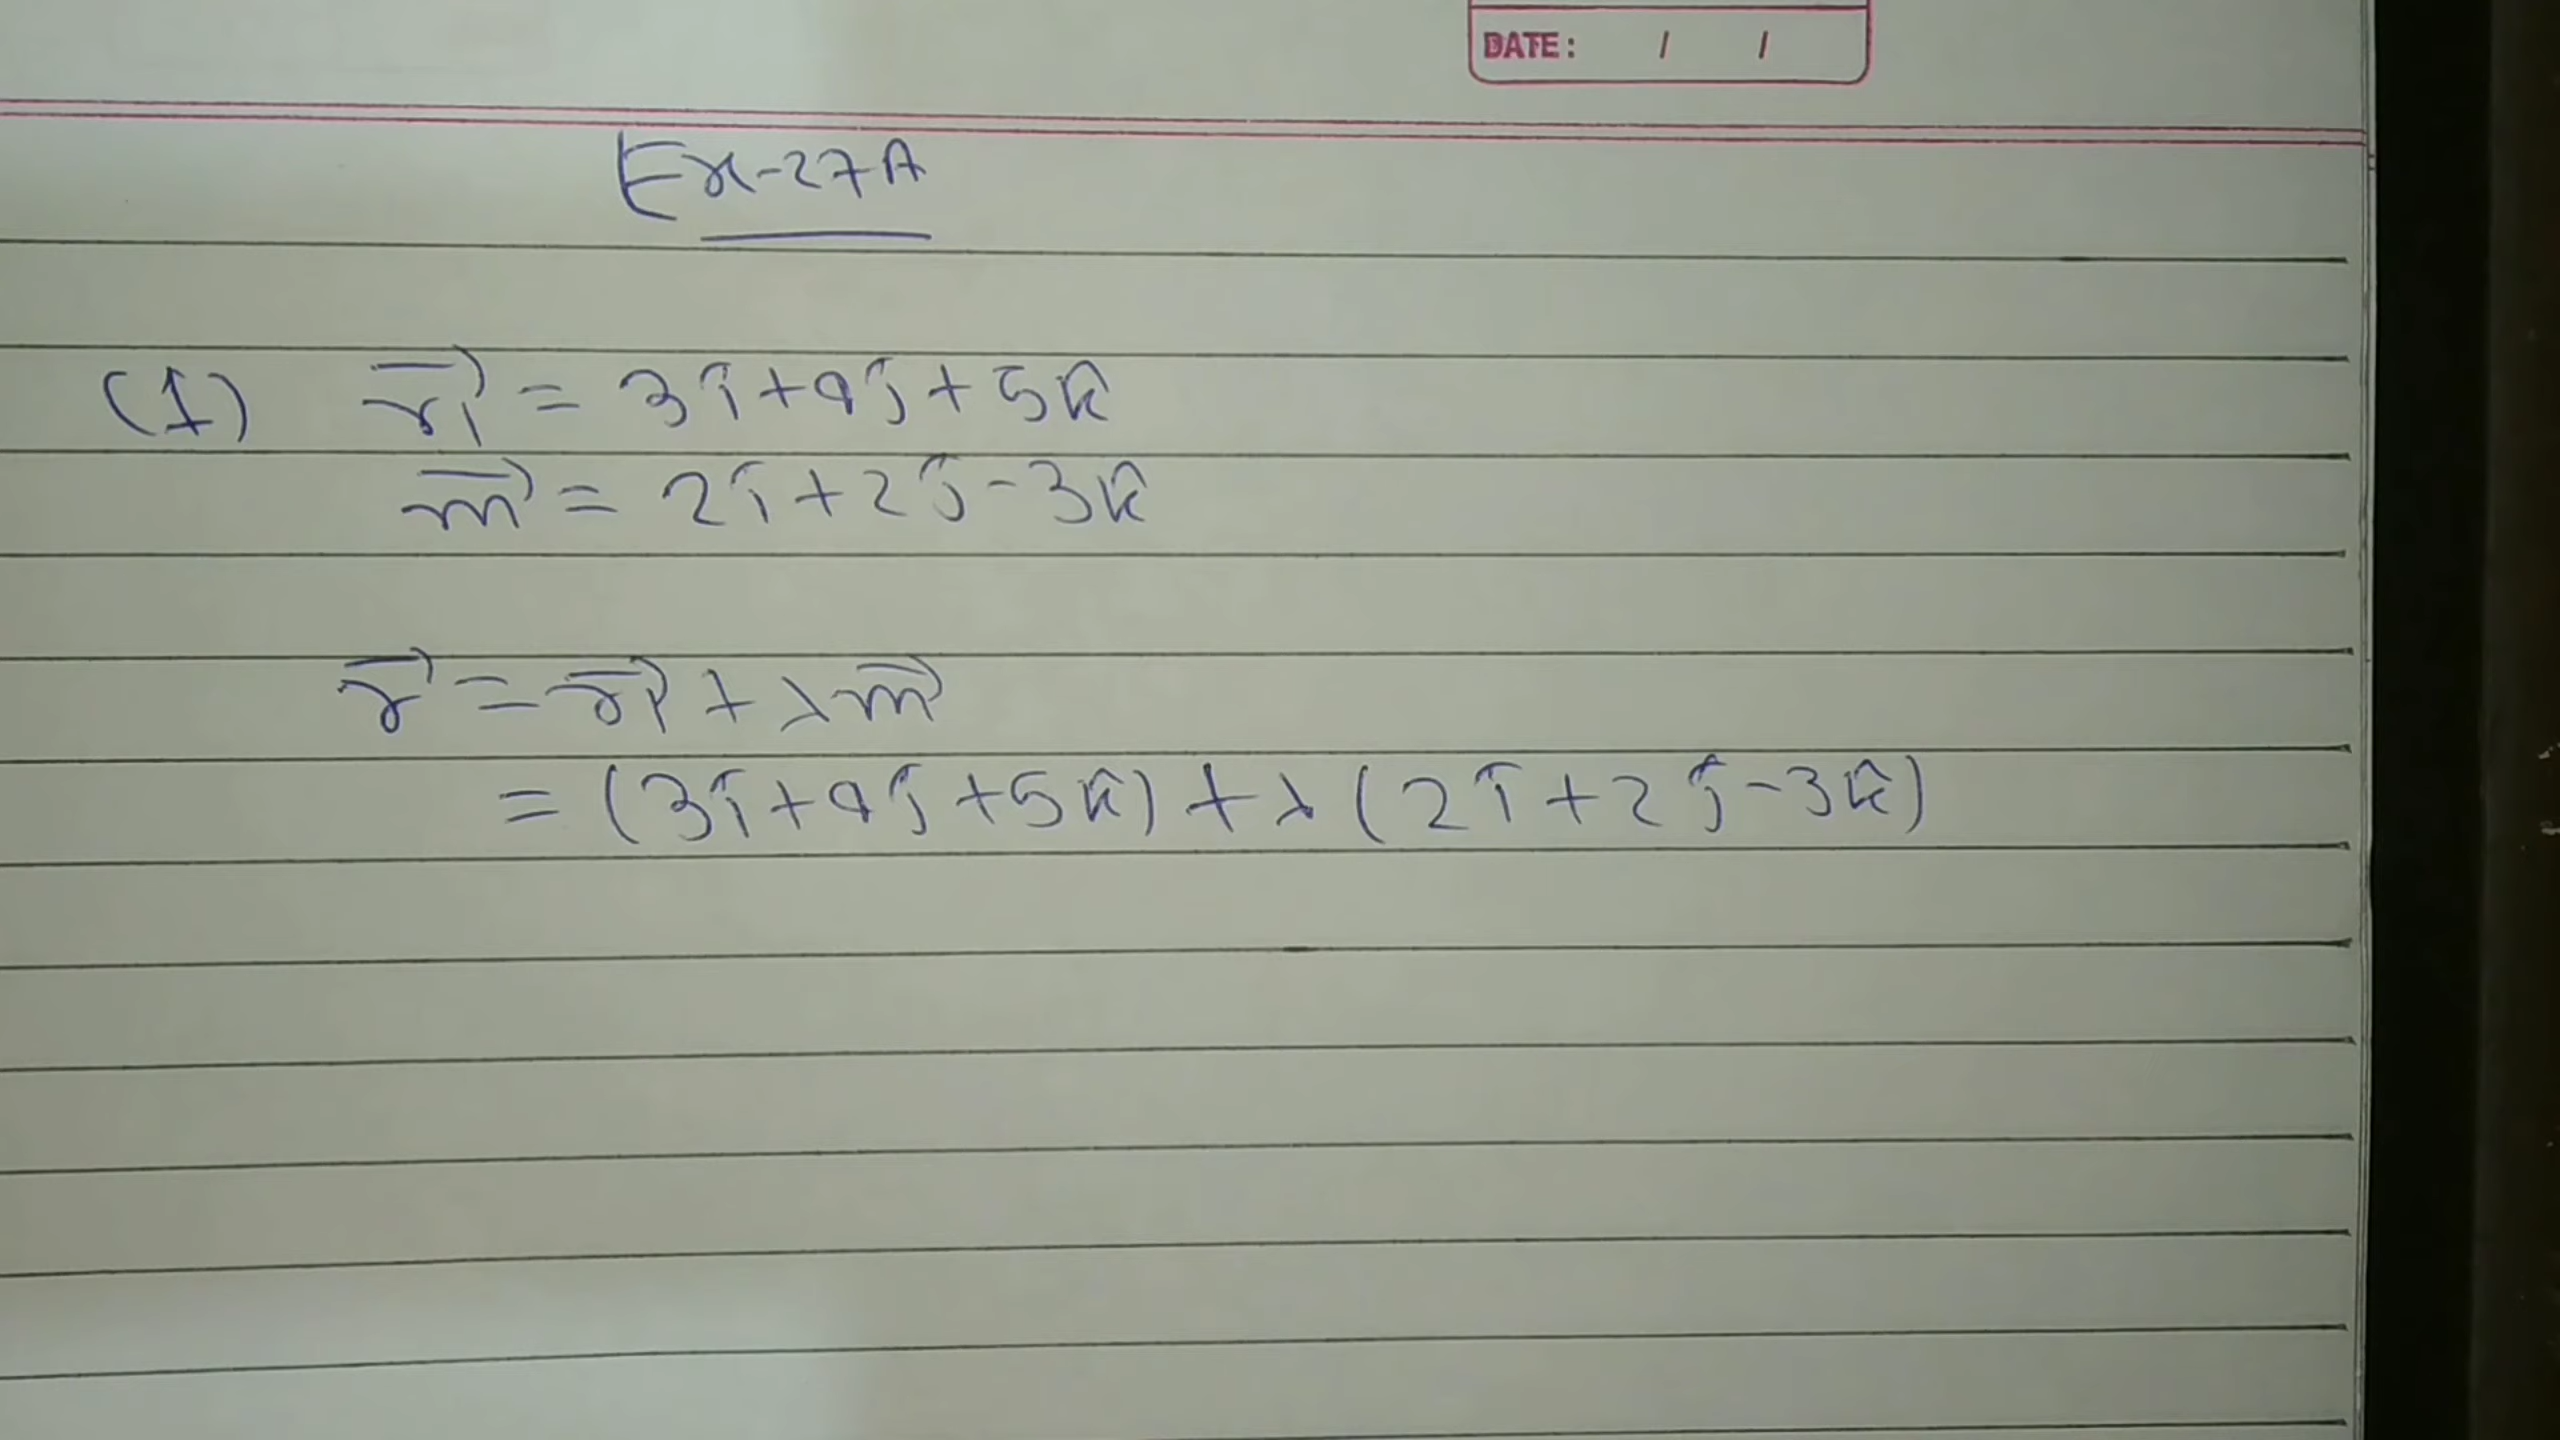 DATE: / /
Ex-27A
(1) r₁⃗ = 3î+4ĵ+5k̂
m⃗ = 2î+2ĵ-3k̂
r⃗ = r₁⃗ + λm⃗
= (3î+4ĵ+5k̂) + λ(2î+2ĵ-3k̂)